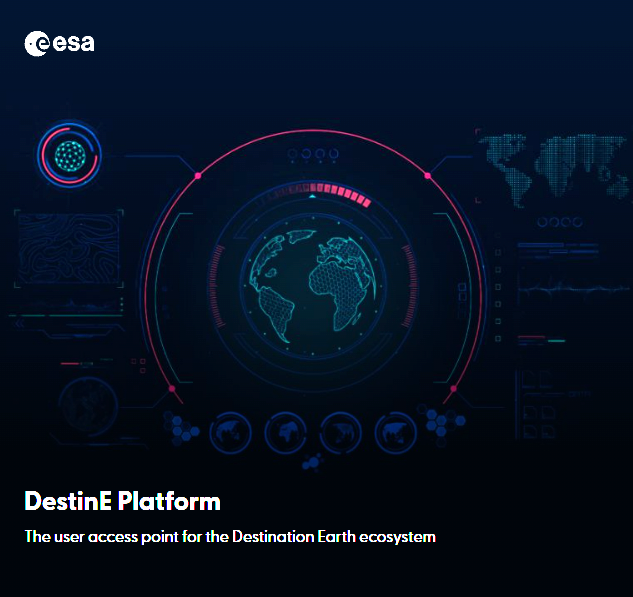 esa
DestinE Platform
The user access point for the Destination Earth ecosystem